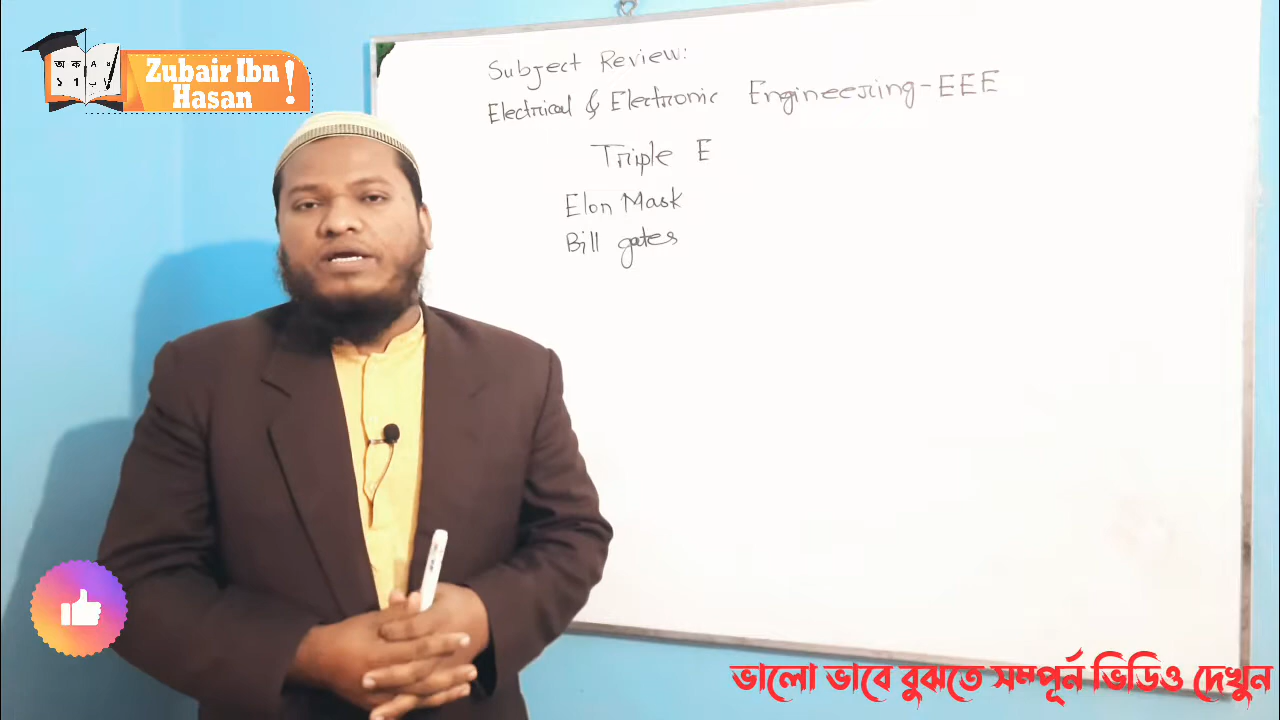 Zubair Ibn
Hasan !
Subject Review:
Electrical & Electronic Engineering-EEE
Triple E
Elon Mask
Bill gates
ভালো ভাবে বুঝতে সম্পূর্ন ভিডিও দেখুন